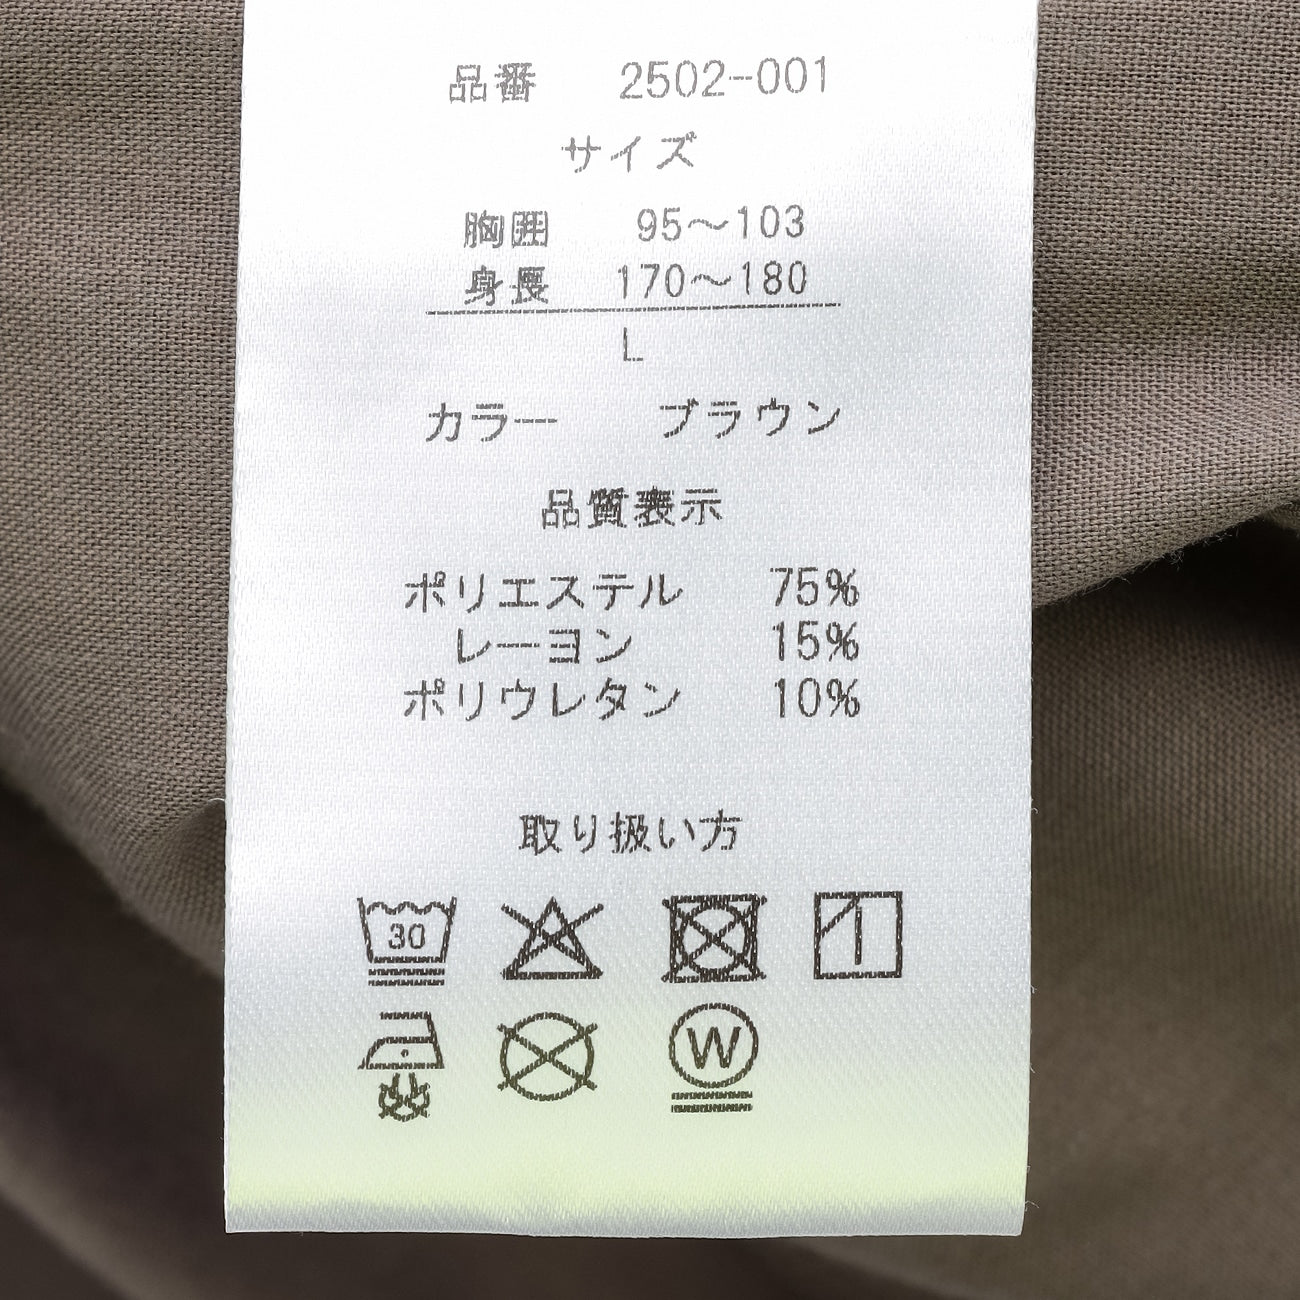 品番 2502-001
サイズ
胸囲 95～103
身長 170～180
L
カラー ブラウン
品質表示
ポリエステル 75%
レーヨン 15%
ポリウレタン 10%
取り扱い方
30
W